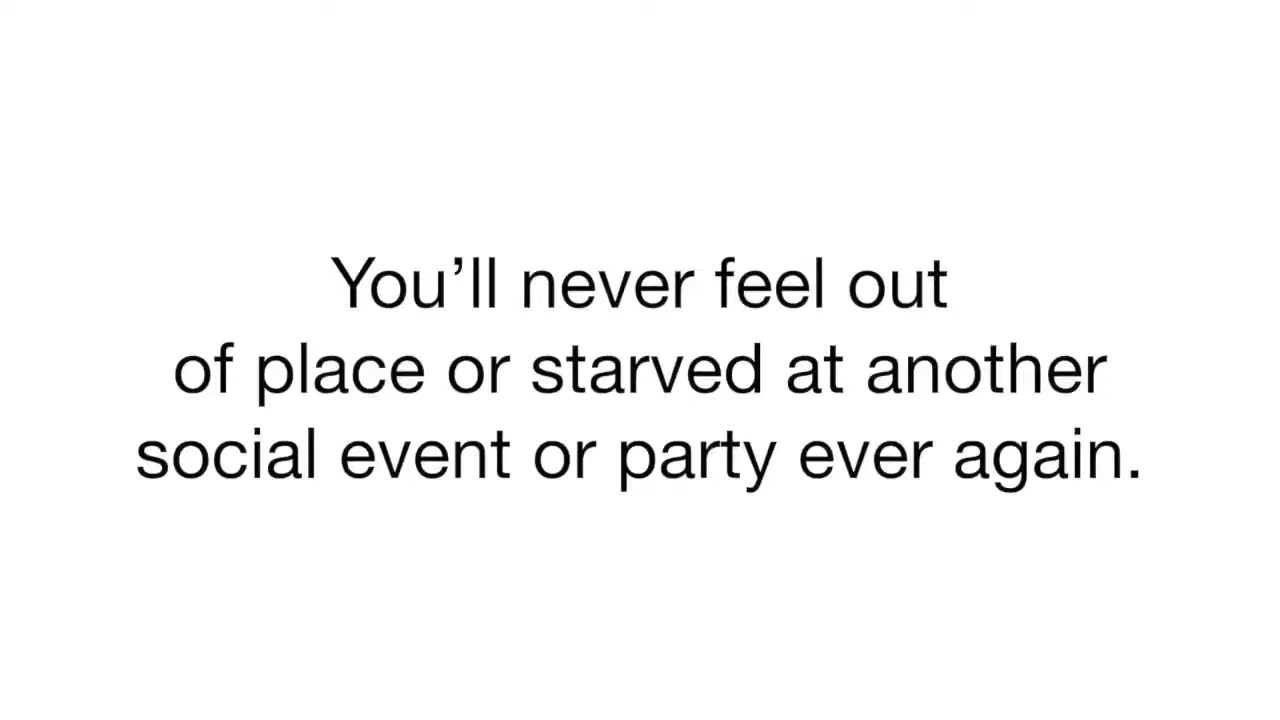 You’ll never feel out
of place or starved at another
social event or party ever again.